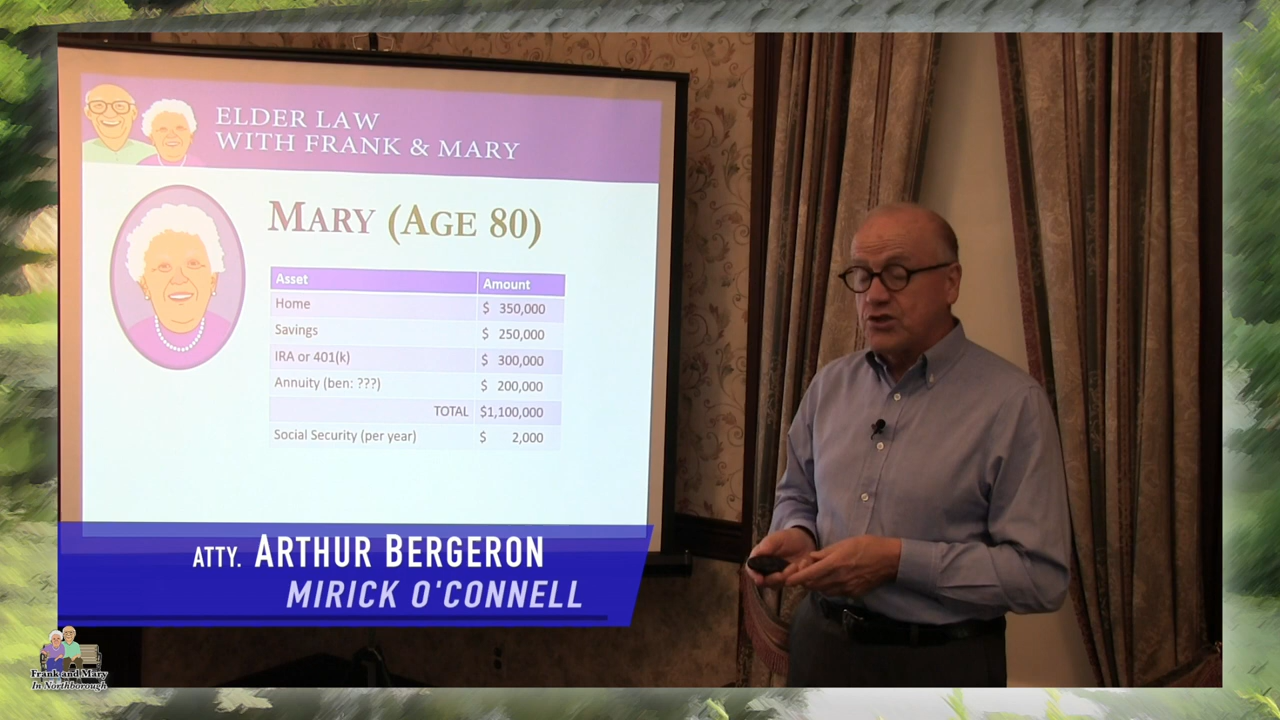 ELDER LAW
WITH FRANK & MARY
MARY (AGE 80)
Asset Amount
Home $ 350,000
Savings $ 250,000
IRA or 401(k) $ 300,000
Annuity (ben: ???) $ 200,000
TOTAL $1,100,000
Social Security (per year) $ 2,000
ATTY. ARTHUR BERGERON
MIRICK O'CONNELL
Frank and Mary
In Northborough